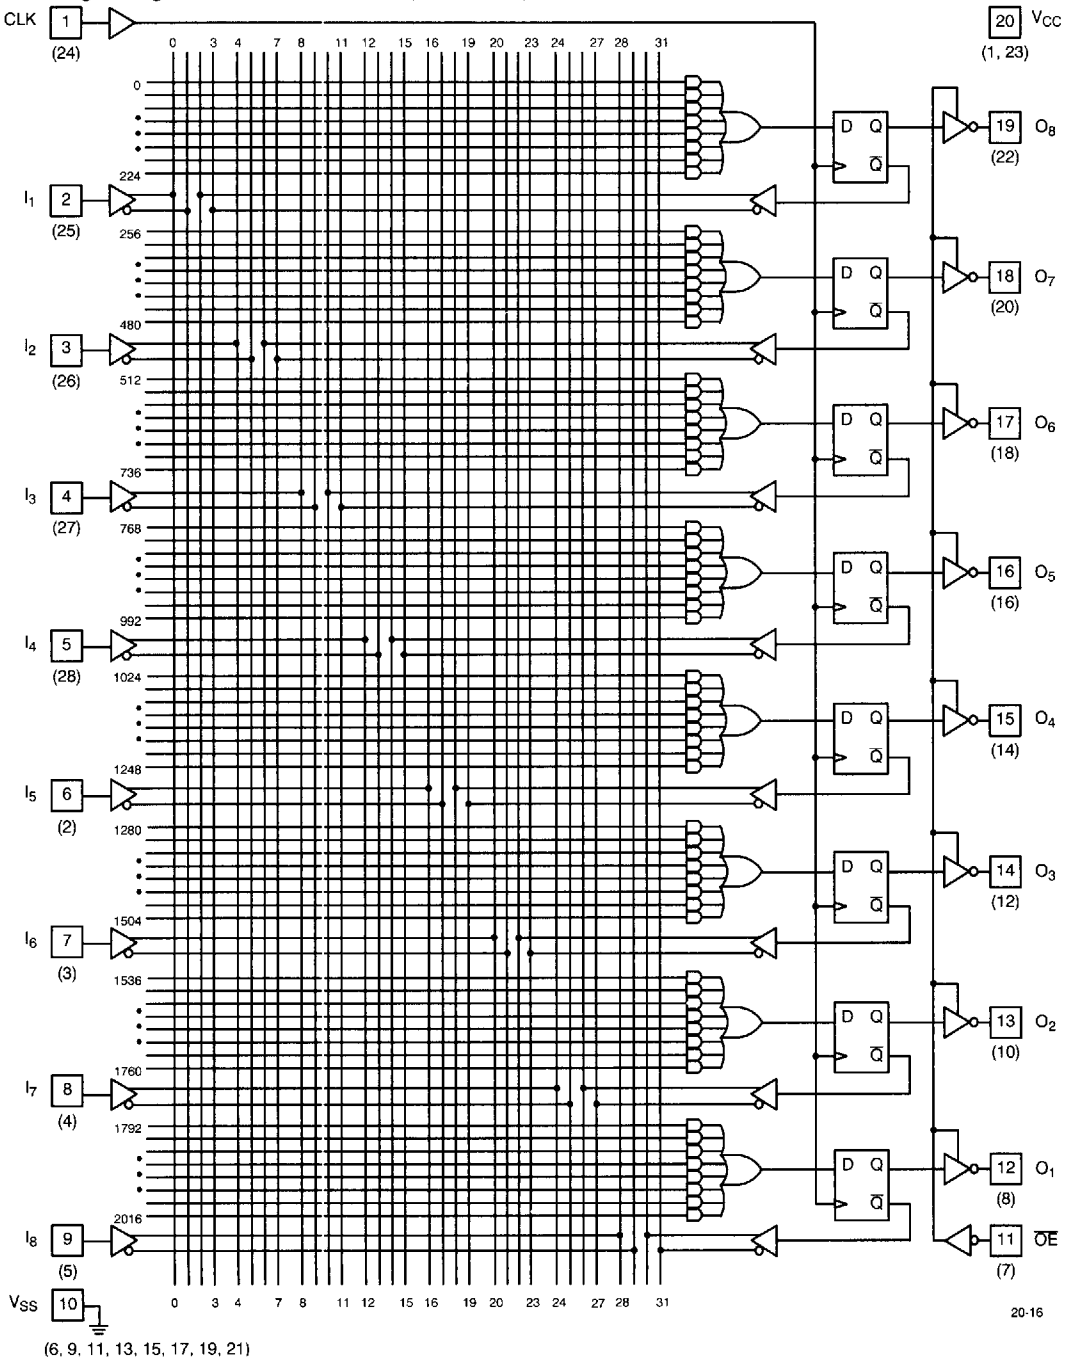 CLK 1 20 VCC
(24) (1, 23)
0 3 4 7 8 11 12 15 16 19 20 23 24 27 28 31
0
D Q 19 O8
Q̅ (22)
224
I1 2
(25)
256
D Q 18 O7
Q̅ (20)
480
I2 3
(26)
512
D Q 17 O6
Q̅ (18)
736
I3 4
(27)
768
D Q 16 O5
Q̅ (16)
992
I4 5
(28)
1024
D Q 15 O4
Q̅ (14)
1248
I5 6
(2)
1280
D Q 14 O3
Q̅ (12)
1504
I6 7
(3)
1536
D Q 13 O2
Q̅ (10)
1760
I7 8
(4)
1792
D Q 12 O1
Q̅ (8)
2016
I8 9 11 O̅E̅
(5) (7)
VSS 10
0 3 4 7 8 11 12 15 16 19 20 23 24 27 28 31
20-16
(6, 9, 11, 13, 15, 17, 19, 21)